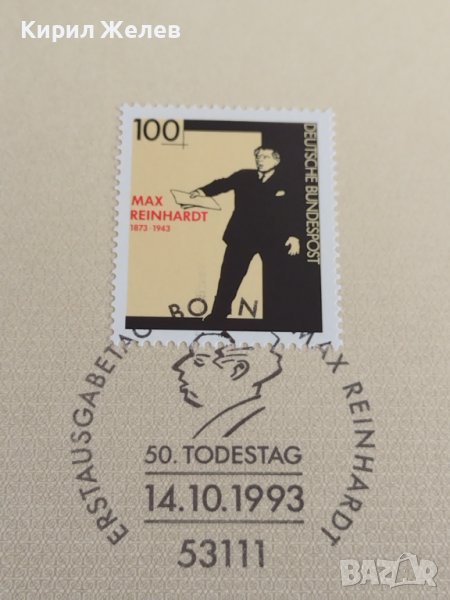 Кирил Желев
100
DEUTSCHE BUNDESPOST
MAX
REINHARDT
1873-1943
ERSTAUSGABETAG BONN MAX REINHARDT
50. TODESTAG
14.10.1993
53111
BAZAR